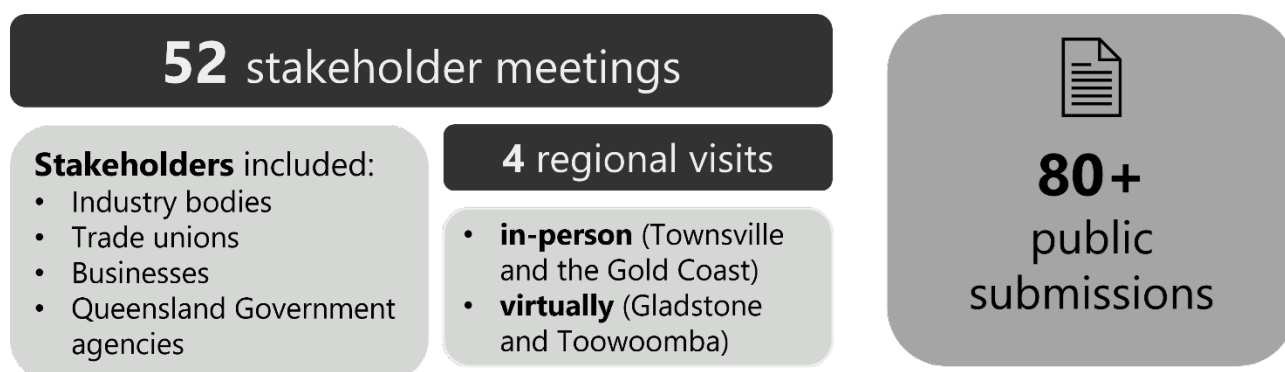 52 stakeholder meetings
Stakeholders included:
• Industry bodies
• Trade unions
• Businesses
• Queensland Government
agencies
4 regional visits
• in-person (Townsville
and the Gold Coast)
• virtually (Gladstone
and Toowoomba)
80+
public
submissions